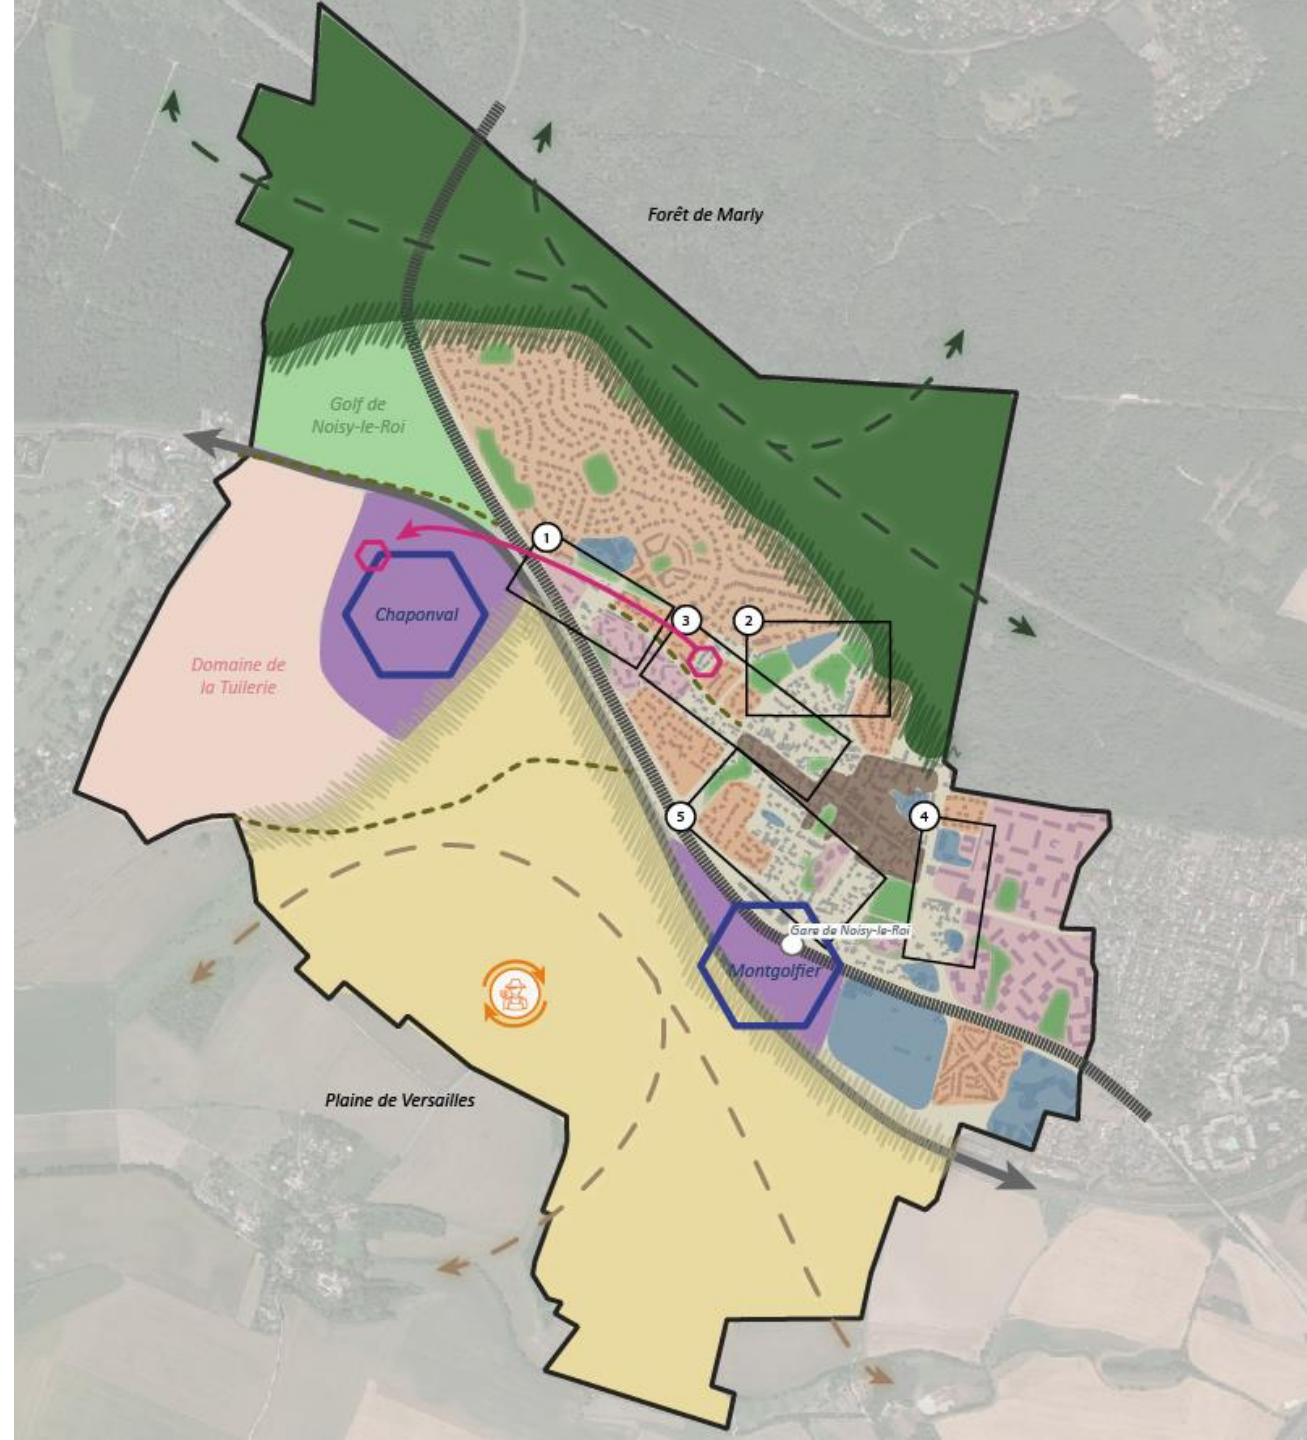 Forêt de Marly
Golf de
Noisy-le-Roi
1
Chaponval
3
2
Domaine de
la Tuilerie
5
4
Gare de Noisy-le-Roi
Montgolfier
Plaine de Versailles